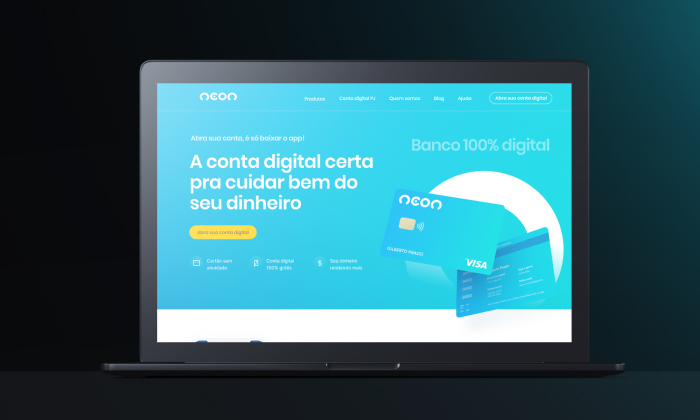 neon
Produtos
Conta digital PJ
Quem somos
Blog
Ajuda
Abra sua conta digital
Abra sua conta, é só baixar o app!
Banco 100% digital
A conta digital certa
pra cuidar bem do
seu dinheiro
Abra sua conta digital
Cartão sem
anuidade
Conta digital
100% grátis
Seu dinheiro
rendendo mais
neon
VISA